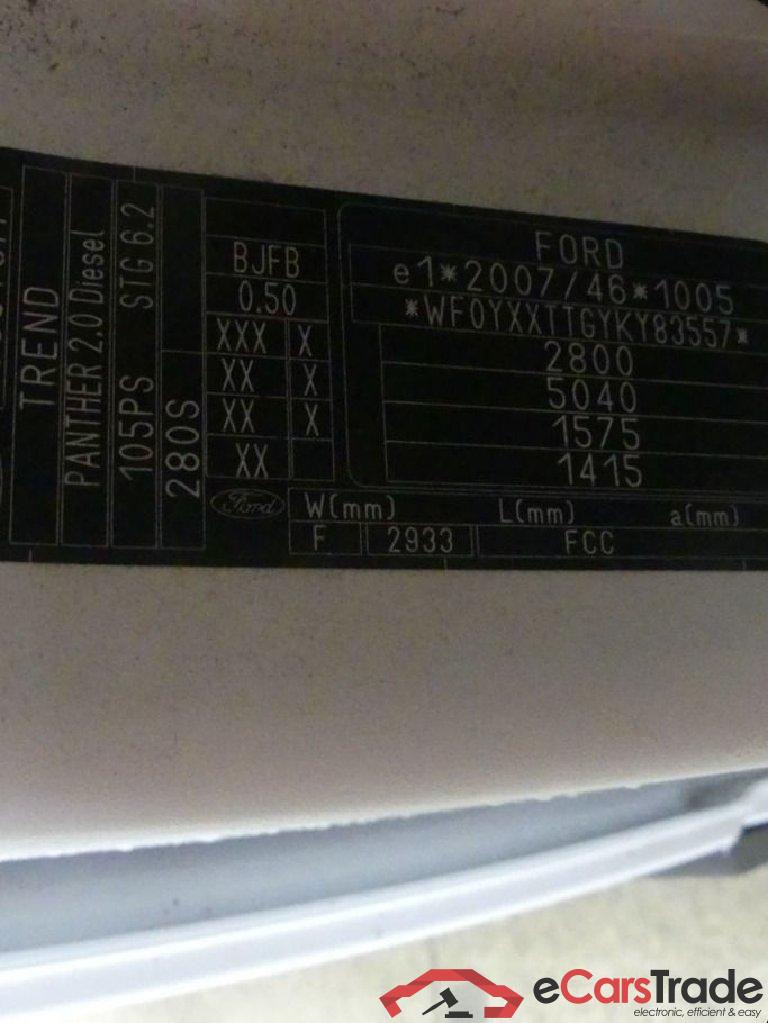 TREND
PANTHER 2.0 Diesel
105PS STG 6.2
280S
BJFB
0.50
XXX X
XX X
XX X
XX
Ford
FORD
e1*2007/46*1005
*WF0YXXTTGYKY83557*
2800
5040
1575
1415
W(mm) L(mm) a(mm)
F 2933 FCC
eCarsTrade
electronic, efficient & easy